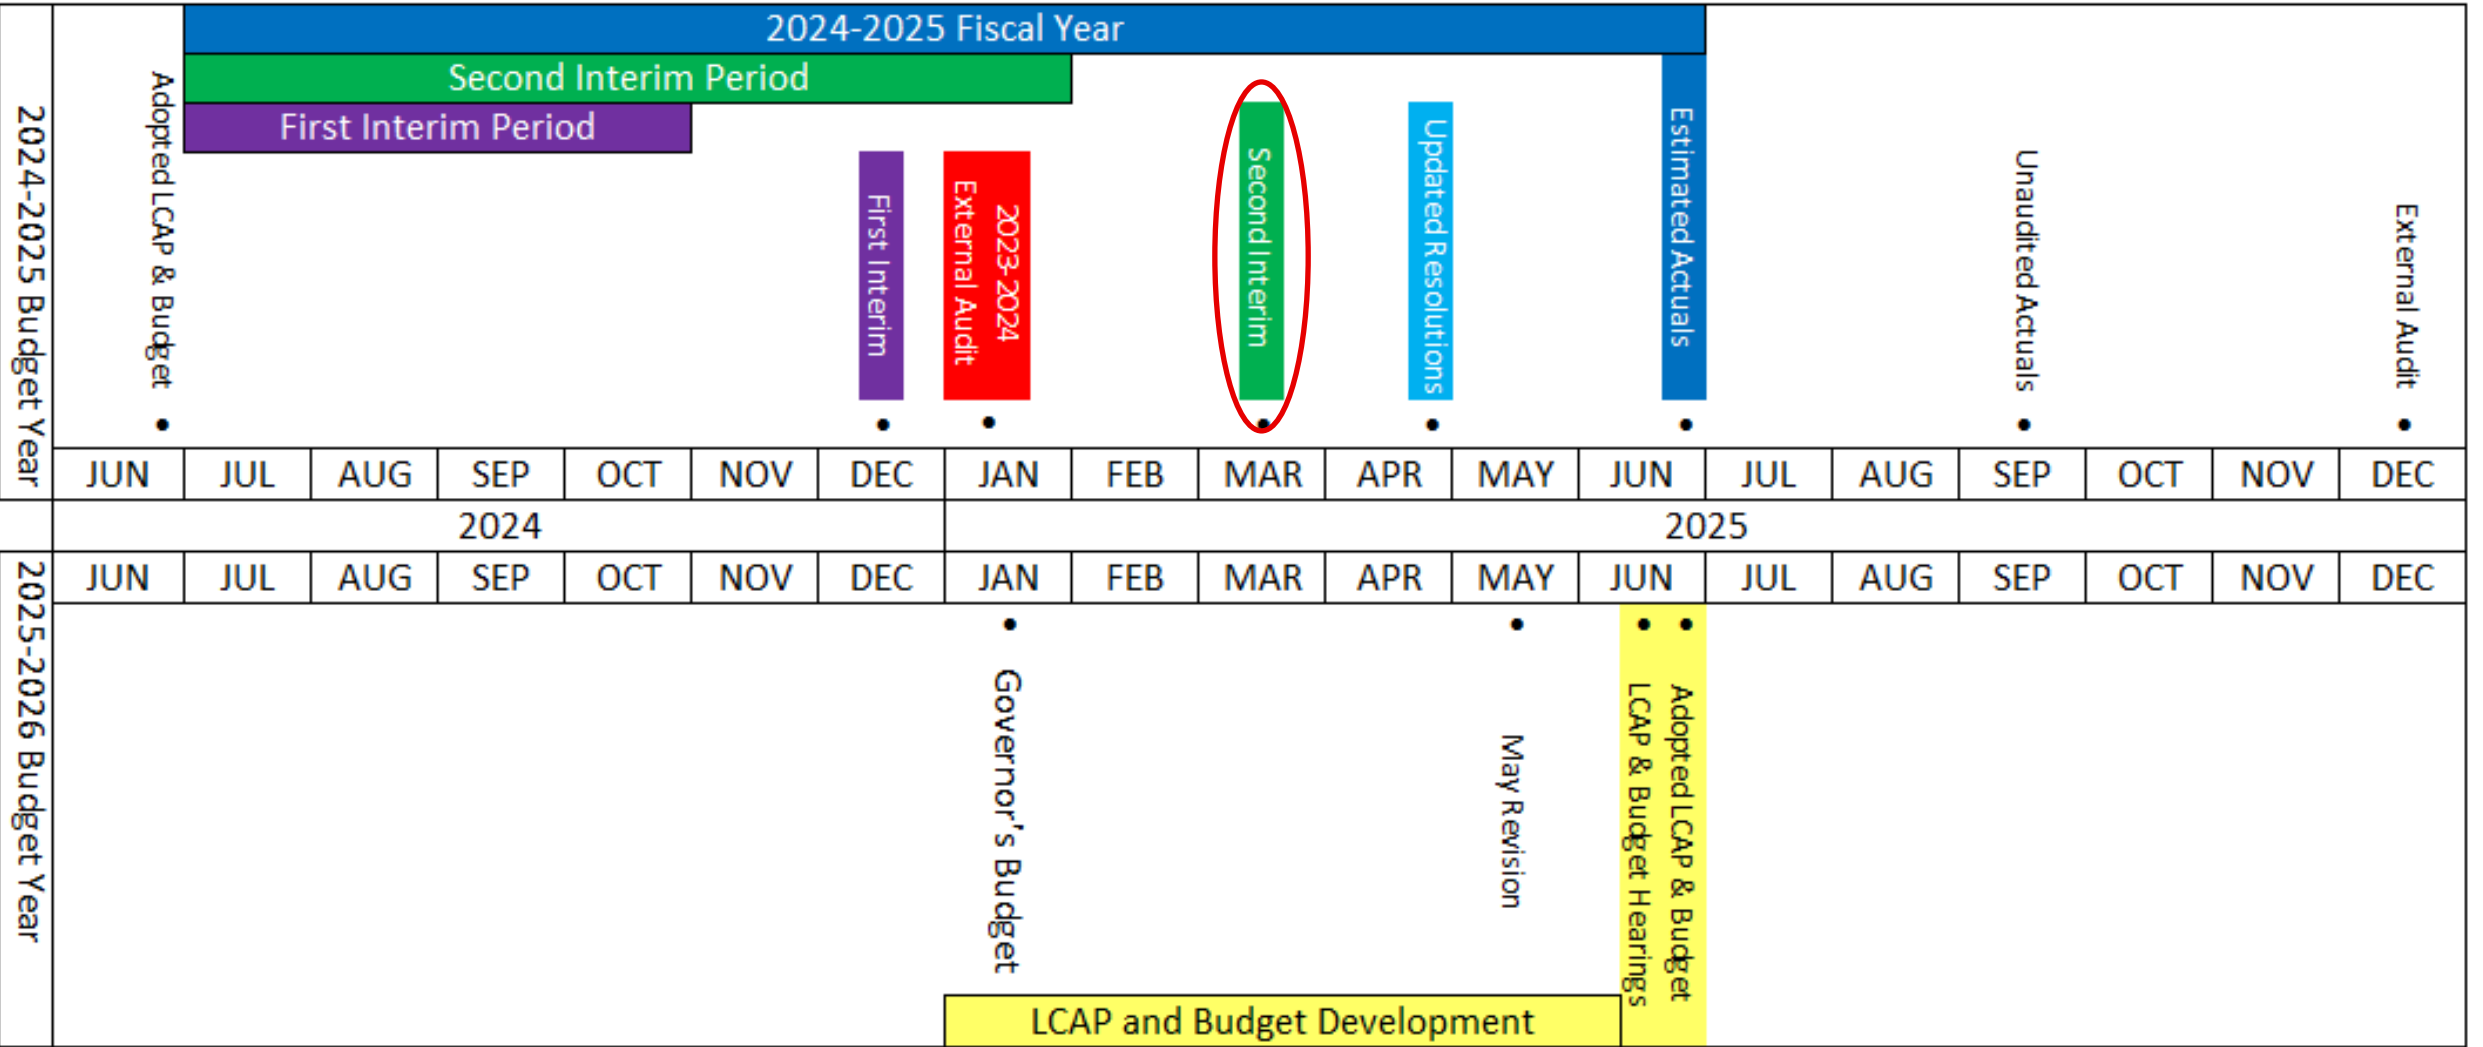 2024-2025 Budget Year
2024-2025 Fiscal Year
Second Interim Period
First Interim Period
Adopted LCAP & Budget
First Interim
2023-2024
External Audit
Second Interim
Updated Resolutions
Estimated Actuals
Unaudited Actuals
External Audit
JUN JUL AUG SEP OCT NOV DEC JAN FEB MAR APR MAY JUN JUL AUG SEP OCT NOV DEC
2024 2025
JUN JUL AUG SEP OCT NOV DEC JAN FEB MAR APR MAY JUN JUL AUG SEP OCT NOV DEC
2025-2026 Budget Year
Governor's Budget
May Revision
LCAP & Budget Hearings
Adopted LCAP & Budget
LCAP and Budget Development